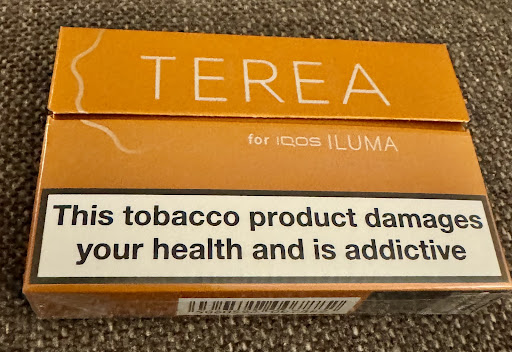 TEREA
for IQOS ILUMA
This tobacco product damages
your health and is addictive